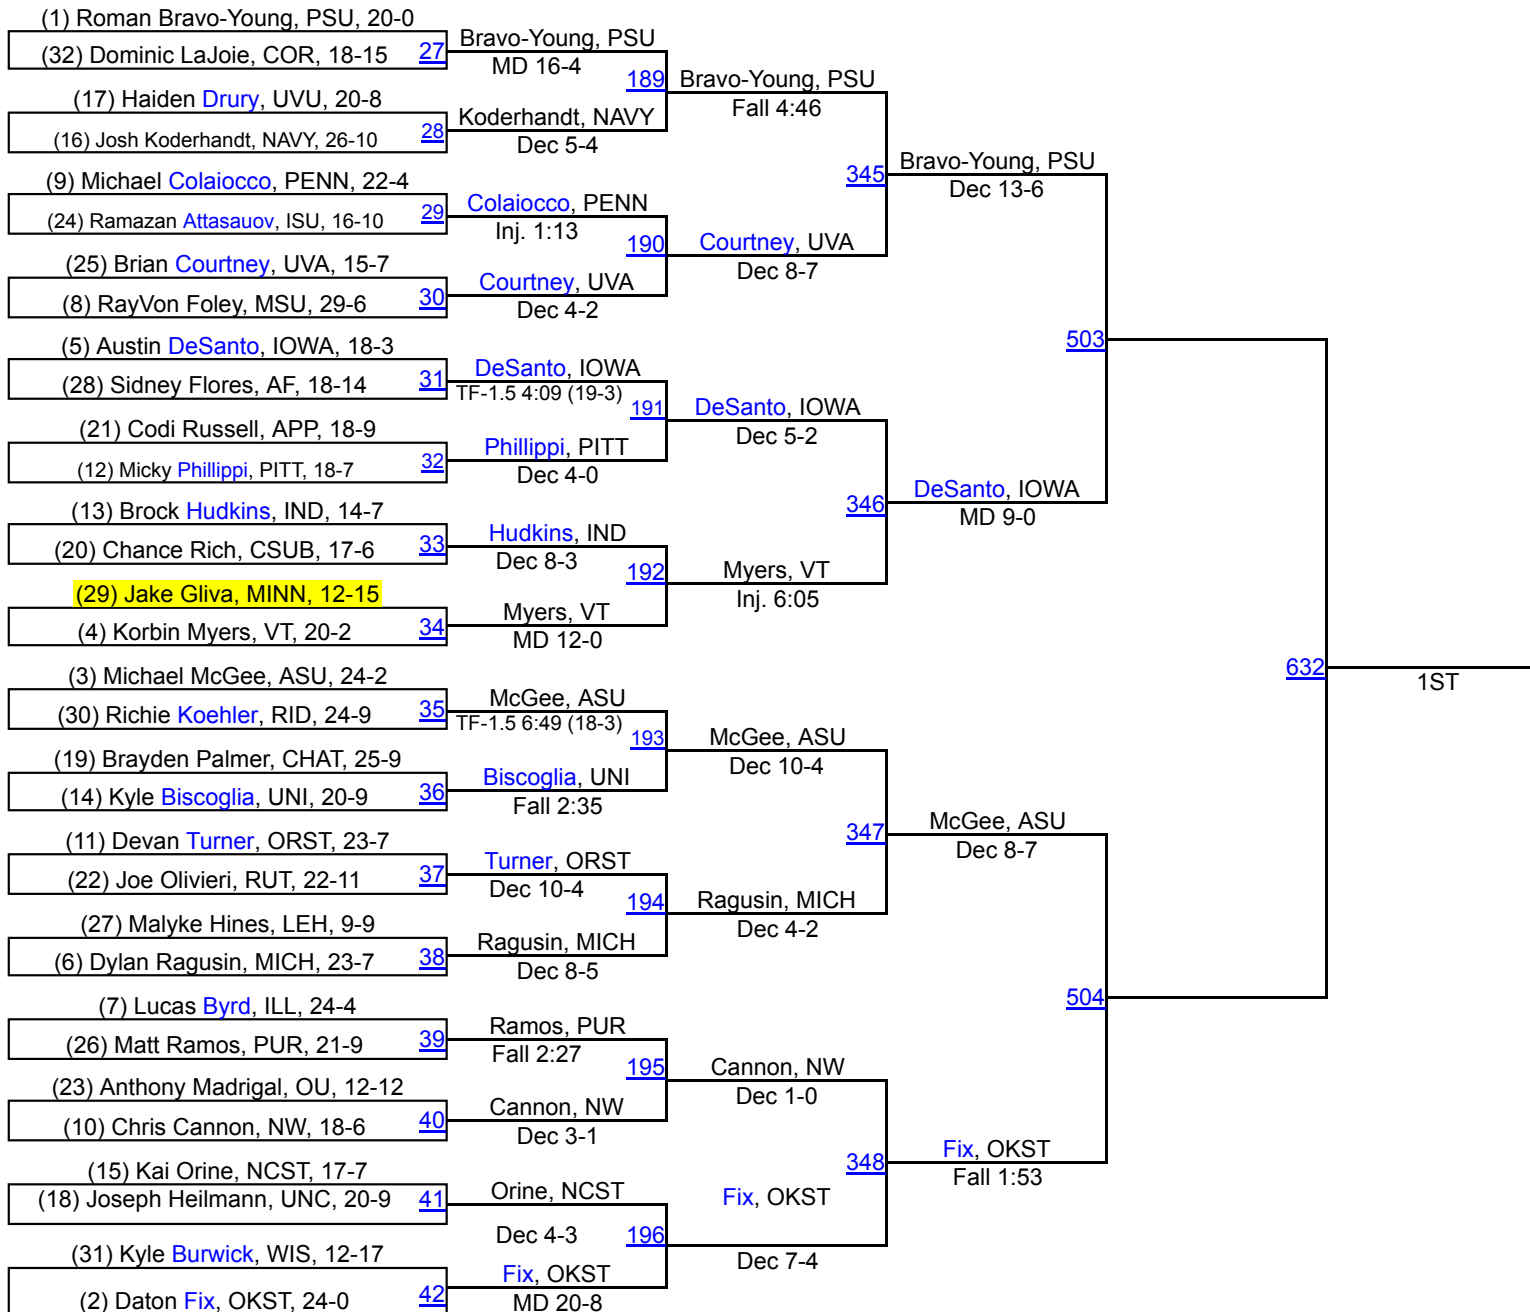 (1) Roman Bravo-Young, PSU, 20-0
(32) Dominic LaJoie, COR, 18-15
27
(17) Haiden Drury, UVU, 20-8
(16) Josh Koderhandt, NAVY, 26-10
28
(9) Michael Colaiocco, PENN, 22-4
(24) Ramazan Attasauov, ISU, 16-10
29
(25) Brian Courtney, UVA, 15-7
(8) RayVon Foley, MSU, 29-6
30
(5) Austin DeSanto, IOWA, 18-3
(28) Sidney Flores, AF, 18-14
31
(21) Codi Russell, APP, 18-9
(12) Micky Phillippi, PITT, 18-7
32
(13) Brock Hudkins, IND, 14-7
(20) Chance Rich, CSUB, 17-6
33
(29) Jake Gliva, MINN, 12-15
(4) Korbin Myers, VT, 20-2
34
(3) Michael McGee, ASU, 24-2
(30) Richie Koehler, RID, 24-9
35
(19) Brayden Palmer, CHAT, 25-9
(14) Kyle Biscoglia, UNI, 20-9
36
(11) Devan Turner, ORST, 23-7
(22) Joe Olivieri, RUT, 22-11
37
(27) Malyke Hines, LEH, 9-9
(6) Dylan Ragusin, MICH, 23-7
38
(7) Lucas Byrd, ILL, 24-4
(26) Matt Ramos, PUR, 21-9
39
(23) Anthony Madrigal, OU, 12-12
(10) Chris Cannon, NW, 18-6
40
(15) Kai Orine, NCST, 17-7
(18) Joseph Heilmann, UNC, 20-9
41
(31) Kyle Burwick, WIS, 12-17
(2) Daton Fix, OKST, 24-0
42
Bravo-Young, PSU
MD 16-4
189
Koderhandt, NAVY
Dec 5-4
Colaiocco, PENN
Inj. 1:13
190
Courtney, UVA
Dec 4-2
DeSanto, IOWA
TF-1.5 4:09 (19-3)
191
Phillippi, PITT
Dec 4-0
Hudkins, IND
Dec 8-3
192
Myers, VT
MD 12-0
McGee, ASU
TF-1.5 6:49 (18-3)
193
Biscoglia, UNI
Fall 2:35
Turner, ORST
Dec 10-4
194
Ragusin, MICH
Dec 8-5
Ramos, PUR
Fall 2:27
195
Cannon, NW
Dec 3-1
Orine, NCST
Dec 4-3
196
Fix, OKST
MD 20-8
Bravo-Young, PSU
Fall 4:46
345
Courtney, UVA
Dec 8-7
DeSanto, IOWA
Dec 5-2
346
Myers, VT
Inj. 6:05
McGee, ASU
Dec 10-4
347
Ragusin, MICH
Dec 4-2
Cannon, NW
Dec 1-0
348
Fix, OKST
Dec 7-4
Bravo-Young, PSU
Dec 13-6
503
DeSanto, IOWA
MD 9-0
McGee, ASU
Dec 8-7
504
Fix, OKST
Fall 1:53
632
1ST